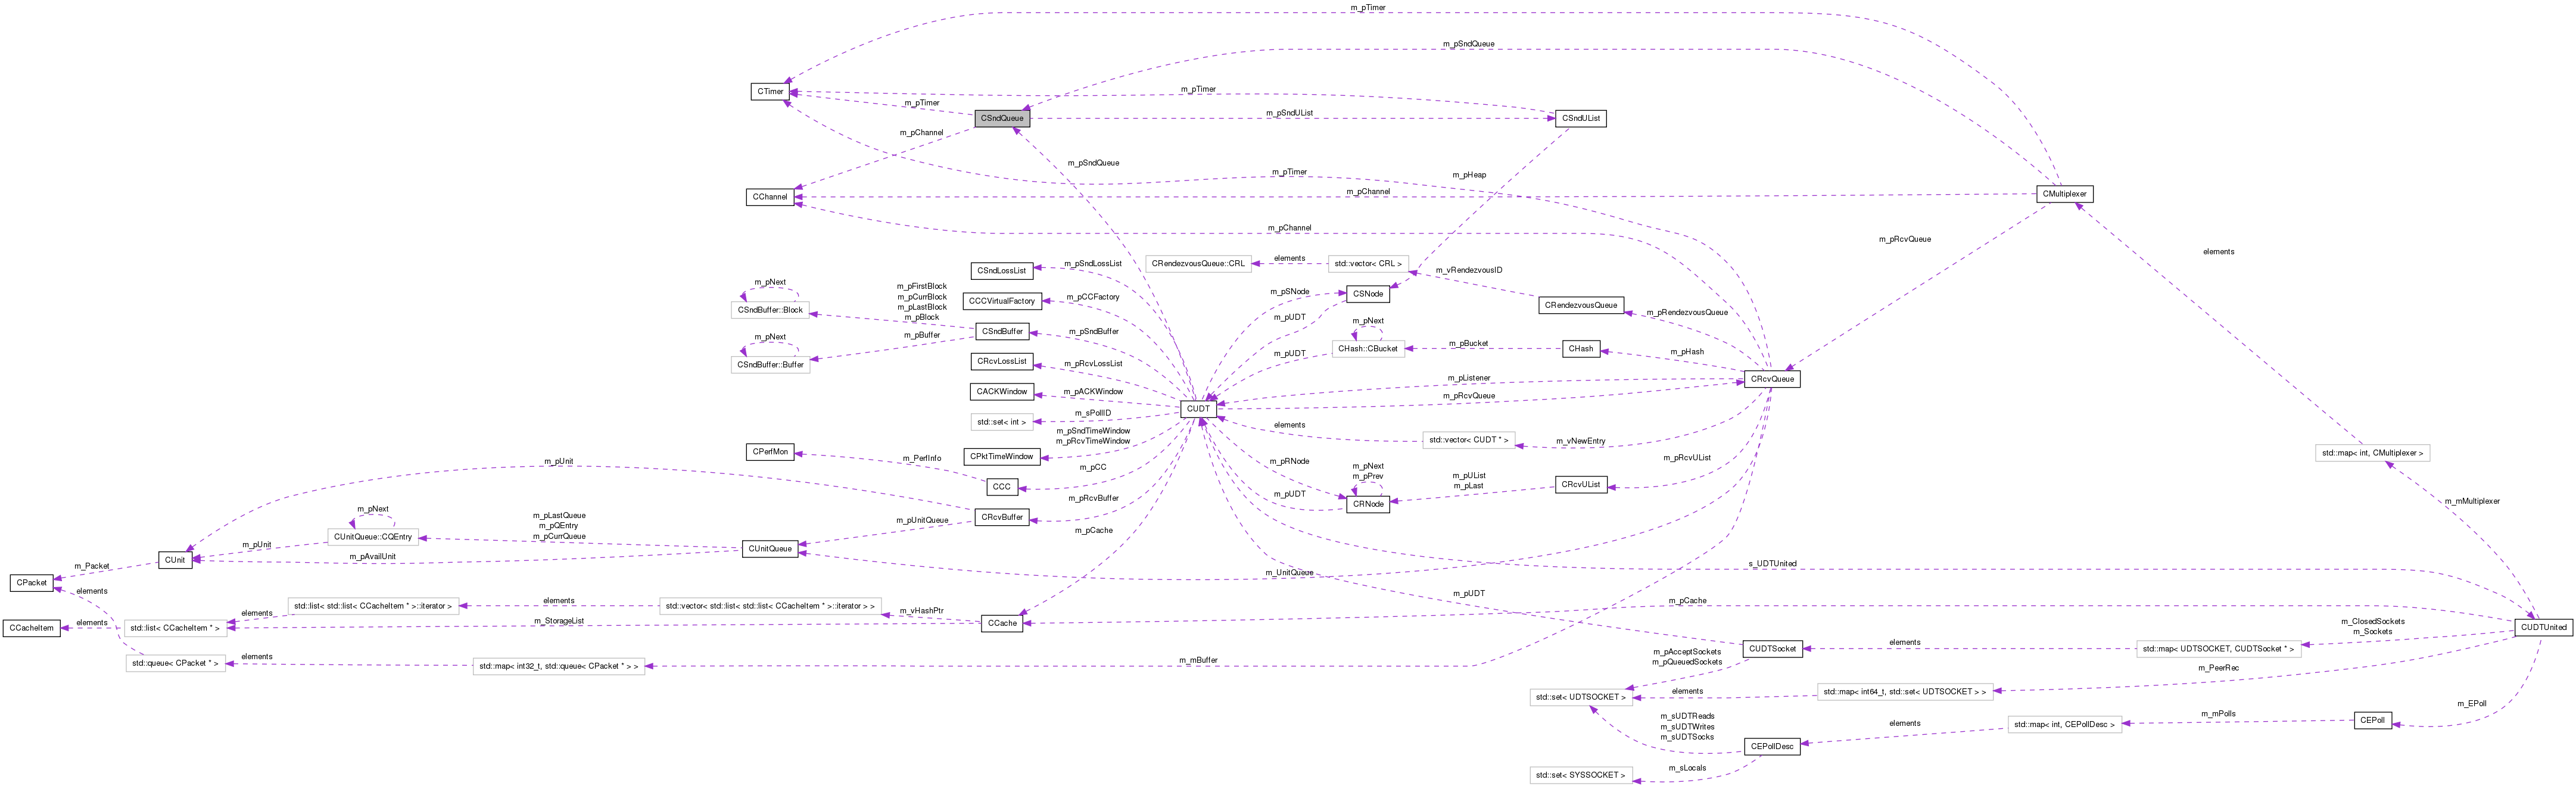 m_pTimer
m_pSndQueue
CTimer
m_pTimer
m_pTimer
CSndQueue
m_pSndUList
CSndUList
m_pChannel
m_pSndQueue
m_pTimer
m_pHeap
CChannel
m_pChannel
CMultiplexer
m_pChannel
m_pRcvQueue
elements
CSndLossList
m_pSndLossList
CRendezvousQueue::CRL
elements
std::vector< CRL >
m_vRendezvousID
m_pNext
CSndBuffer::Block
m_pFirstBlock
m_pCurrBlock
m_pLastBlock
m_pBlock
CCCVirtualFactory
m_pCCFactory
m_pSNode
CSNode
CRendezvousQueue
m_pRendezvousQueue
m_pUDT
CSndBuffer
m_pSndBuffer
m_pBuffer
m_pNext
CSndBuffer::Buffer
m_pNext
CHash::CBucket
m_pBucket
CHash
m_pHash
m_pUDT
CRcvLossList
m_pRcvLossList
CRcvQueue
m_pListener
m_pRcvQueue
CACKWindow
m_pACKWindow
CUDT
m_sPollID
std::set< int >
elements
std::vector< CUDT * >
m_vNewEntry
m_pSndTimeWindow
m_pRcvTimeWindow
CPktTimeWindow
CPerfMon
m_PerfInfo
m_pCC
CCC
m_pRNode
m_pNext
m_pPrev
m_pUList
m_pLast
CRcvUList
m_pRcvUList
m_pUDT
CRNode
std::map< int, CMultiplexer >
m_mMultiplexer
m_pUnit
m_pRcvBuffer
CRcvBuffer
m_pUnitQueue
m_pNext
CUnitQueue::CQEntry
m_pLastQueue
m_pQEntry
m_pCurrQueue
m_pCache
m_pUnit
m_pAvailUnit
CUnitQueue
CUnit
m_Packet
CPacket
m_UnitQueue
s_UDTUnited
elements
m_pUDT
m_pCache
std::list< std::list< CCacheItem * >::iterator >
elements
std::vector< std::list< std::list< CCacheItem * >::iterator > >
m_vHashPtr
elements
m_StorageList
CCache
CCacheItem
elements
std::list< CCacheItem * >
CUDTUnited
m_ClosedSockets
m_Sockets
CUDTSocket
elements
std::map< UDTSOCKET, CUDTSocket * >
std::queue< CPacket * >
elements
std::map< int32_t, std::queue< CPacket * > >
m_mBuffer
m_pAcceptSockets
m_pQueuedSockets
m_PeerRec
std::set< UDTSOCKET >
elements
std::map< int64_t, std::set< UDTSOCKET > >
m_EPoll
m_sUDTReads
m_sUDTWrites
m_sUDTSocks
elements
std::map< int, CEPollDesc >
m_mPolls
CEPoll
CEPollDesc
std::set< SYSSOCKET >
m_sLocals